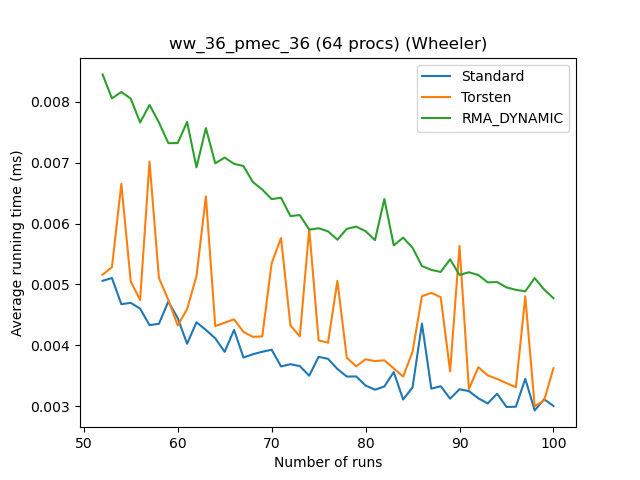 ww_36_pmec_36 (64 procs) (Wheeler)
Standard
Torsten
RMA_DYNAMIC
0.008
0.007
0.006
0.005
0.004
0.003
Average running time (ms)
50 60 70 80 90 100
Number of runs